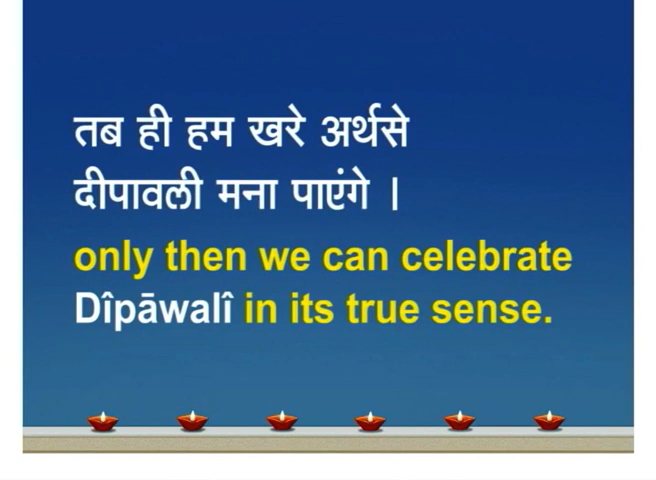 तब ही हम खरे अर्थसे
दीपावली मना पाएंगे ।
only then we can celebrate
Dîpāwalî in its true sense.